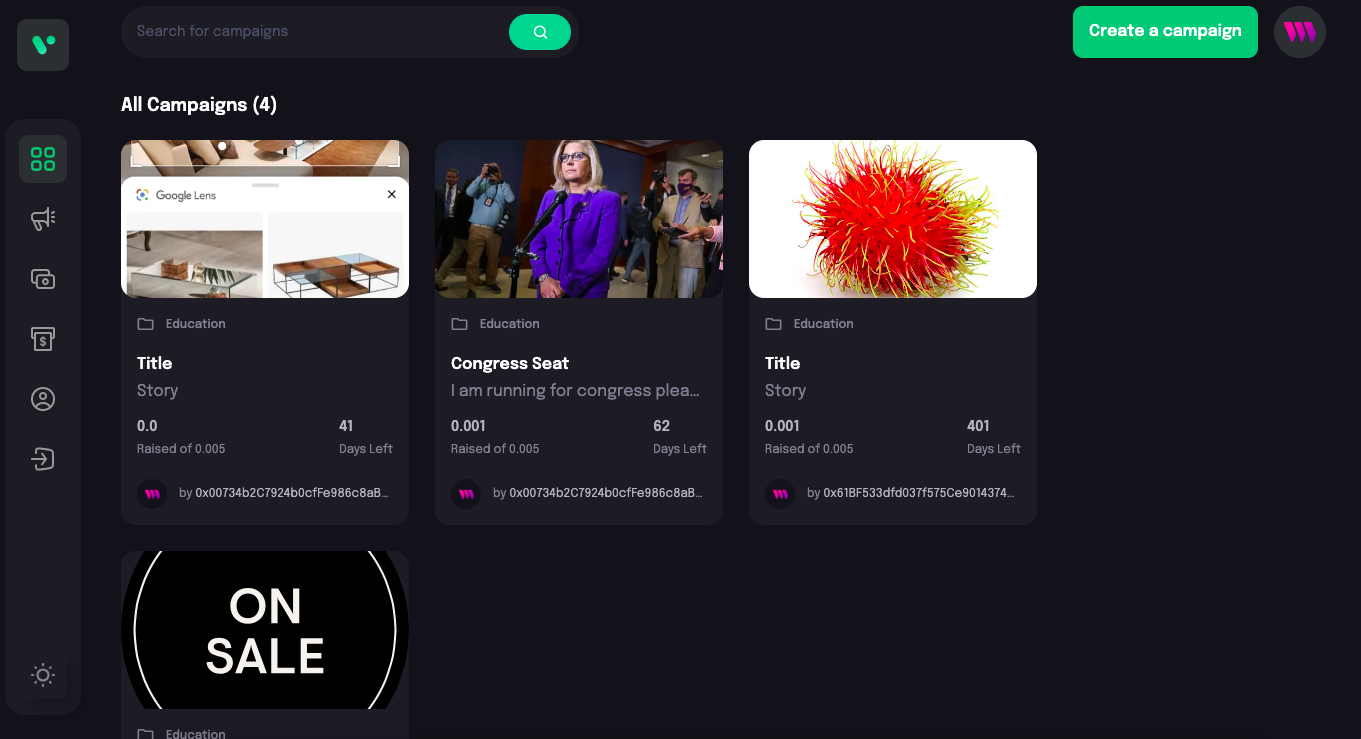 Search for campaigns
Create a campaign
All Campaigns (4)
Google Lens
Education
Title
Story
0.0
41
Raised of 0.005
Days Left
by 0x00734b2C7924b0cfFe986c8aB...
Education
Congress Seat
I am running for congress plea...
0.001
62
Raised of 0.005
Days Left
by 0x00734b2C7924b0cfFe986c8aB...
Education
Title
Story
0.001
401
Raised of 0.005
Days Left
by 0x61BF533dfd037f575Ce9014374...
ON
SALE
Education